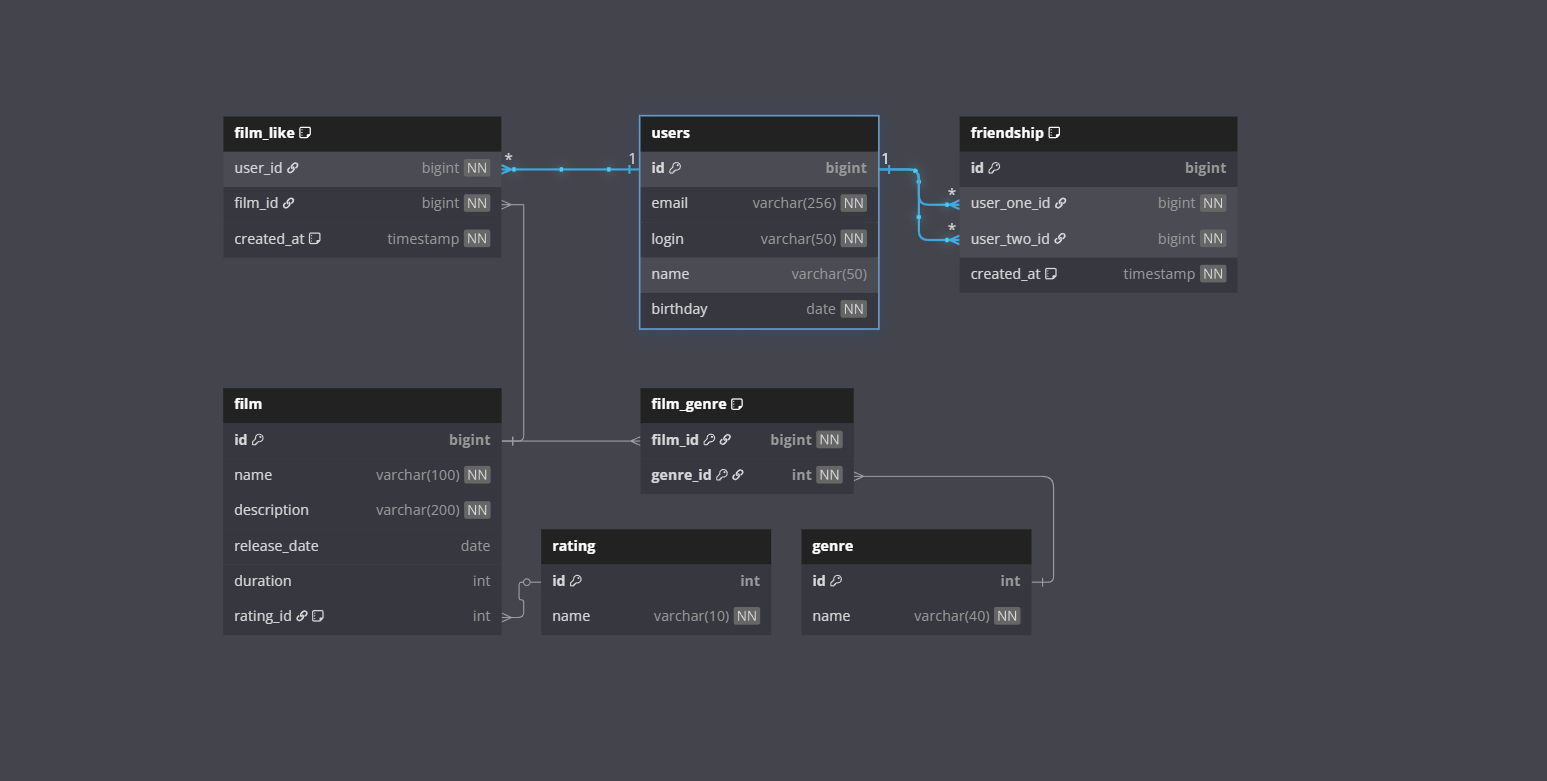 film_like
user_id bigint NN
film_id bigint NN
created_at timestamp NN
* 1
users
id bigint
email varchar(256) NN
login varchar(50) NN
name varchar(50)
birthday date NN
1 * *
friendship
id bigint
user_one_id bigint NN
user_two_id bigint NN
created_at timestamp NN
film
id bigint
name varchar(100) NN
description varchar(200) NN
release_date date
duration int
rating_id int
film_genre
film_id bigint NN
genre_id int NN
rating
id int
name varchar(10) NN
genre
id int
name varchar(40) NN